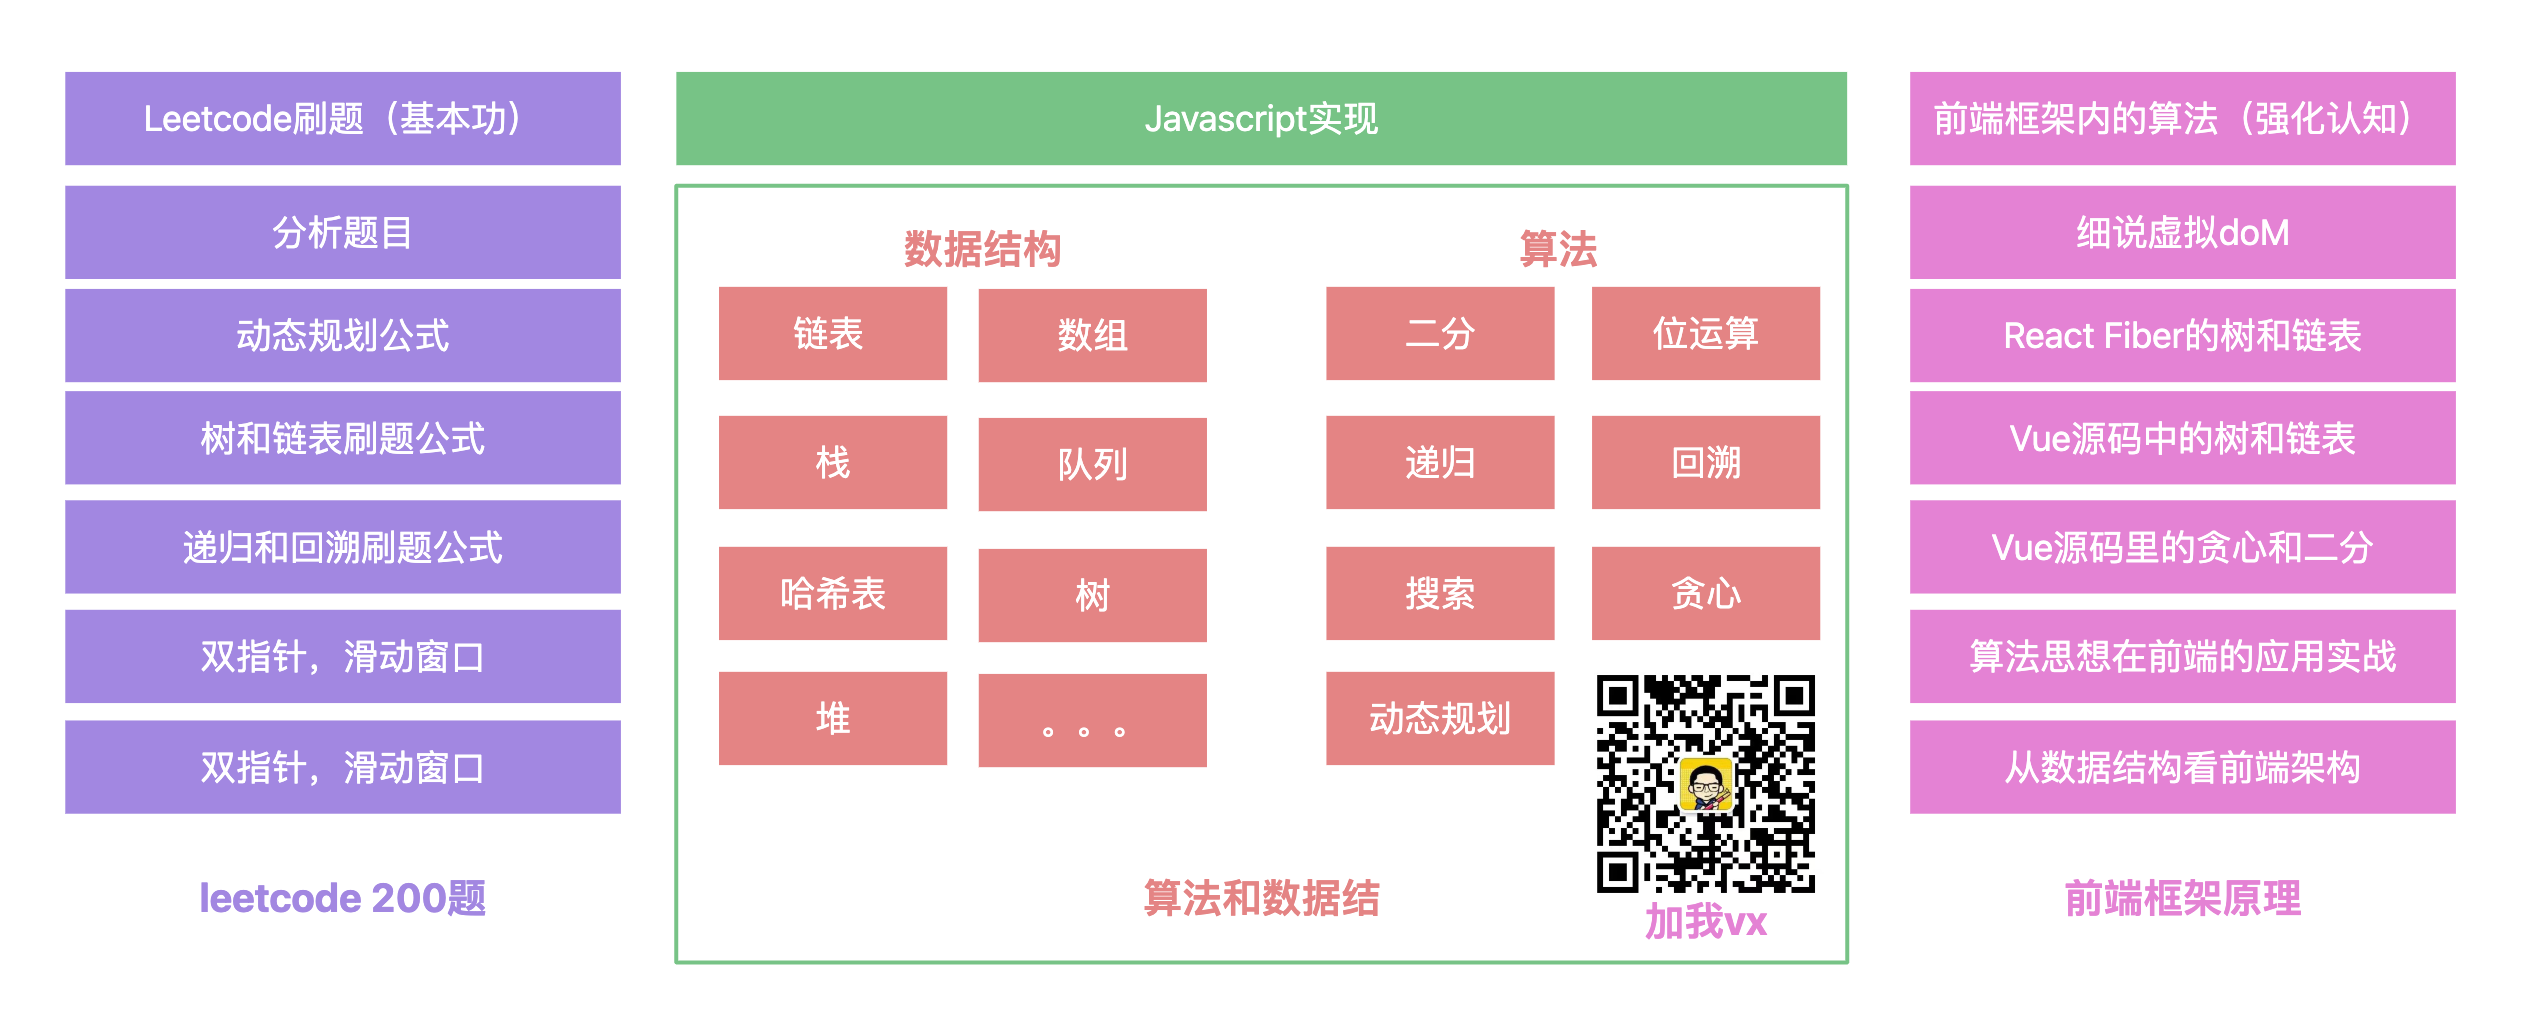 Leetcode刷题（基本功）
分析题目
动态规划公式
树和链表刷题公式
递归和回溯刷题公式
双指针，滑动窗口
双指针，滑动窗口
leetcode 200题
Javascript实现
数据结构
链表
数组
栈
队列
哈希表
树
堆
。。。
算法
二分
位运算
递归
回溯
搜索
贪心
动态规划
算法和数据结
加我vx
前端框架内的算法（强化认知）
细说虚拟doM
React Fiber的树和链表
Vue源码中的树和链表
Vue源码里的贪心和二分
算法思想在前端的应用实战
从数据结构看前端架构
前端框架原理